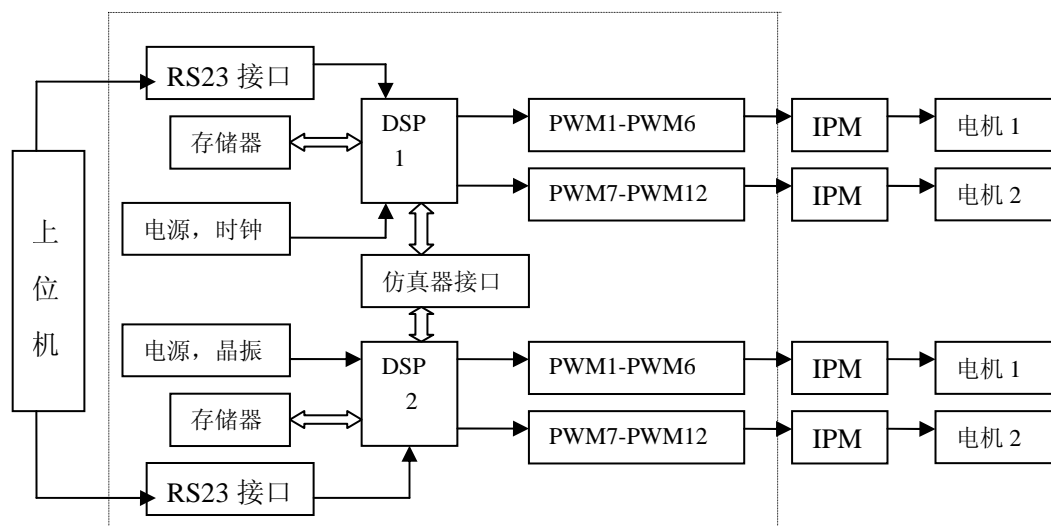 RS23 接口
存储器
电源，时钟
上
位
机
DSP
1
PWM1-PWM6
IPM
电机 1
PWM7-PWM12
IPM
电机 2
仿真器接口
电源，晶振
存储器
RS23 接口
DSP
2
PWM1-PWM6
IPM
电机 1
PWM7-PWM12
IPM
电机 2